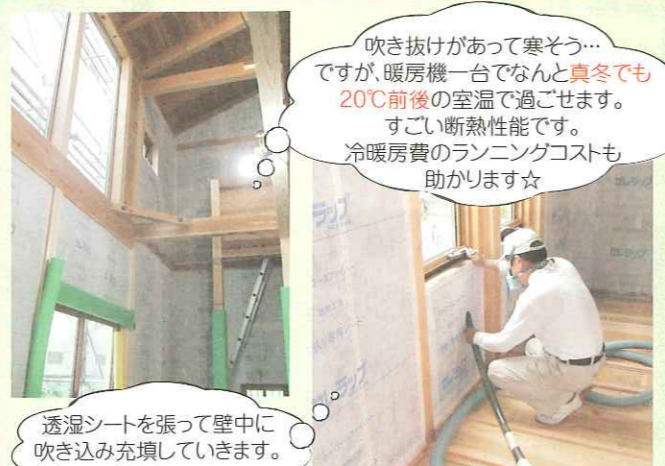 吹き抜けがあって寒そう…
ですが、暖房機一台でなんと真冬でも
20℃前後の室温で過ごせます。
すごい断熱性能です。
冷暖房費のランニングコストも
助かります☆
透湿シートを張って壁中に
吹き込み充填していきます。